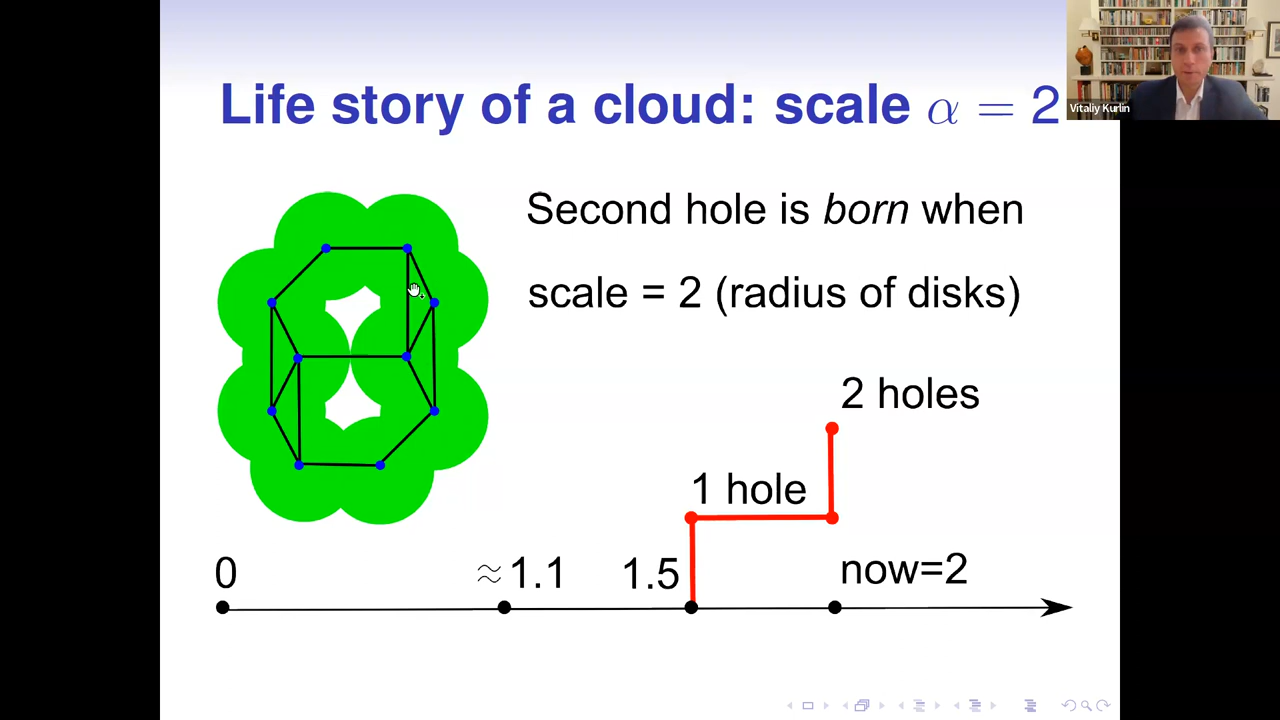 Life story of a cloud: scale α = 2
Vitaliy Kurlin
Second hole is born when
scale = 2 (radius of disks)
2 holes
1 hole
0
≈1.1
1.5
now=2